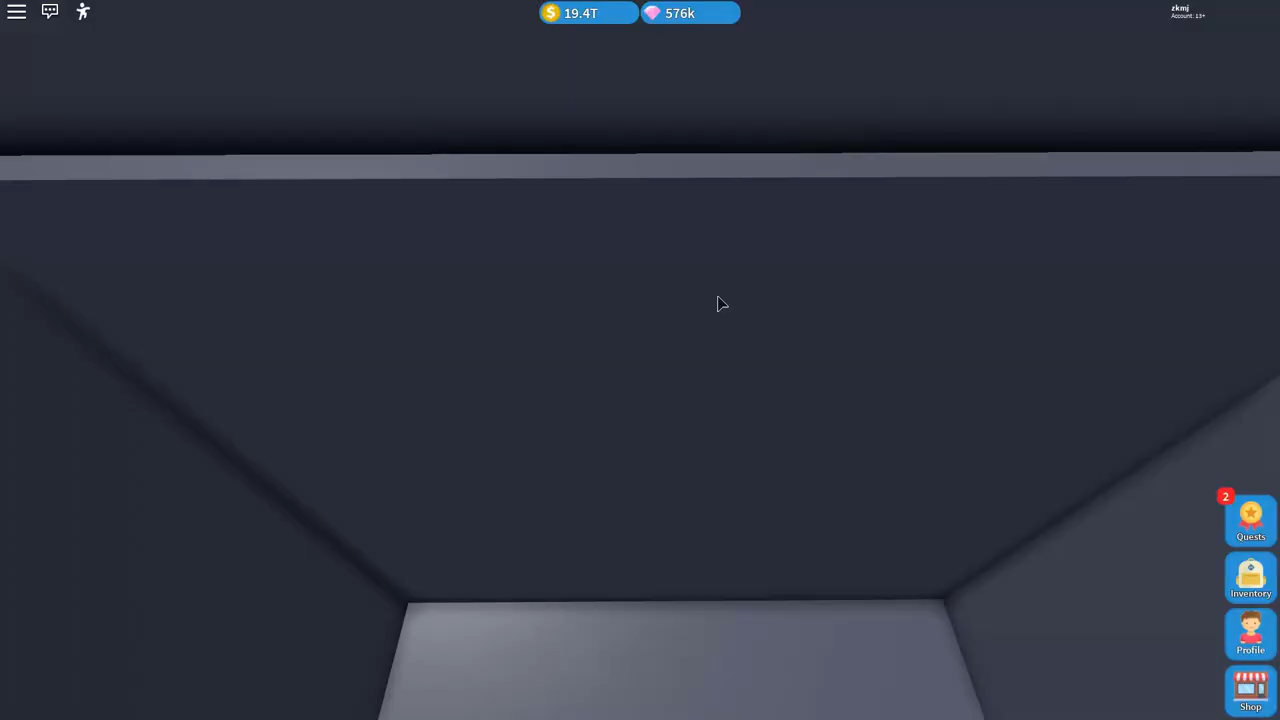 19.4T
576k
zkmj
Account: 13+
2
Quests
Inventory
Profile
Shop